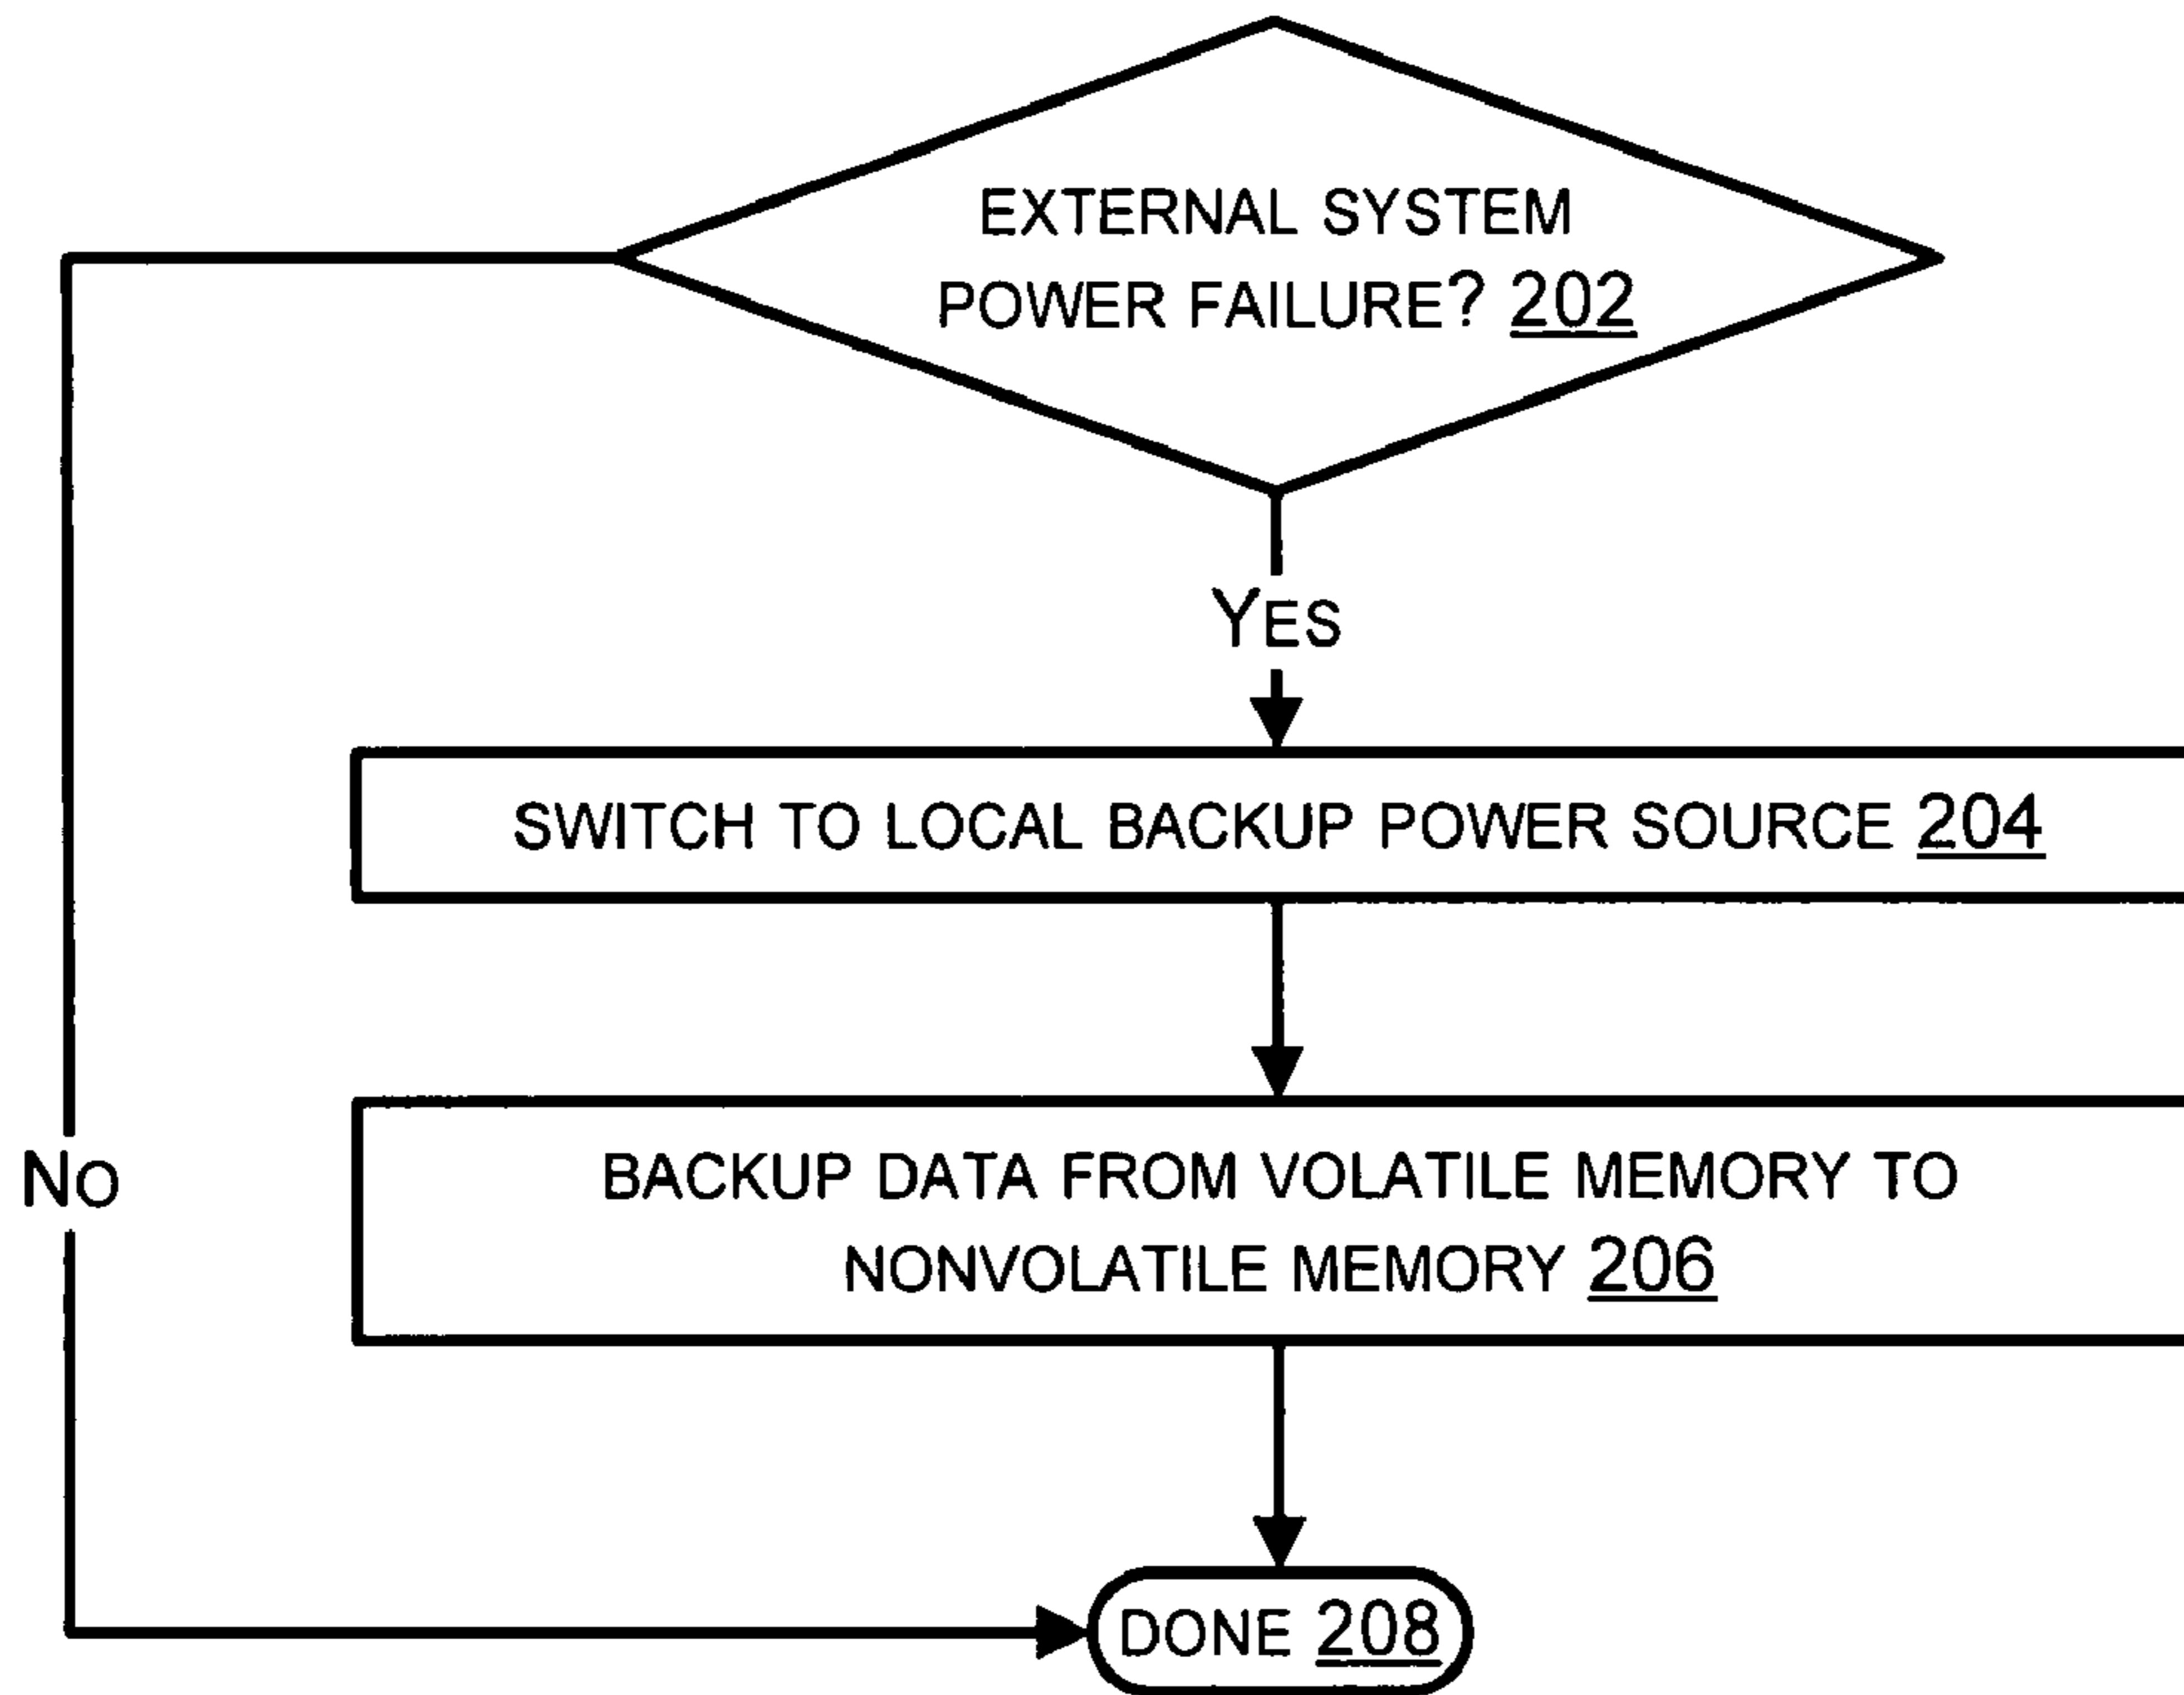 EXTERNAL SYSTEM
POWER FAILURE? 202
YES
SWITCH TO LOCAL BACKUP POWER SOURCE 204
BACKUP DATA FROM VOLATILE MEMORY TO
NONVOLATILE MEMORY 206
NO
DONE 208